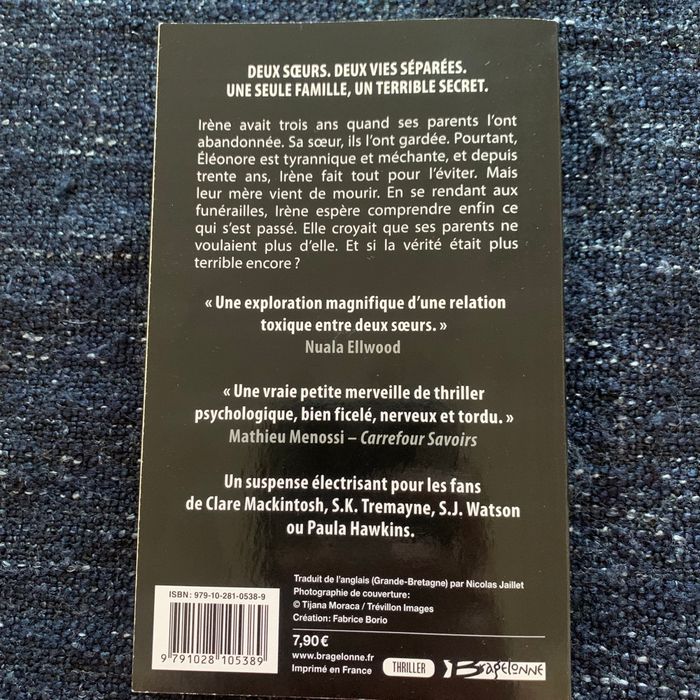 DEUX SŒURS. DEUX VIES SÉPARÉES.
UNE SEULE FAMILLE, UN TERRIBLE SECRET.
Irène avait trois ans quand ses parents l'ont
abandonnée. Sa sœur, ils l'ont gardée. Pourtant,
Éléonore est tyrannique et méchante, et depuis
trente ans, Irène fait tout pour l'éviter. Mais
leur mère vient de mourir. En se rendant aux
funérailles, Irène espère comprendre enfin ce
qui s'est passé. Elle croyait que ses parents ne
voulaient plus d'elle. Et si la vérité était plus
terrible encore ?
« Une exploration magnifique d'une relation
toxique entre deux sœurs. »
Nuala Ellwood
« Une vraie petite merveille de thriller
psychologique, bien ficelé, nerveux et tordu. »
Mathieu Menossi – Carrefour Savoirs
Un suspense électrisant pour les fans
de Clare Mackintosh, S.K. Tremayne, S.J. Watson
ou Paula Hawkins.
ISBN : 979-10-281-0538-9
9 791028 105389
Traduit de l'anglais (Grande-Bretagne) par Nicolas Jaillet
Photographie de couverture :
© Tijana Moraca / Trévillon Images
Création : Fabrice Borio
7,90 €
www.bragelonne.fr
Imprimé en France
THRILLER
BRAGELONNE